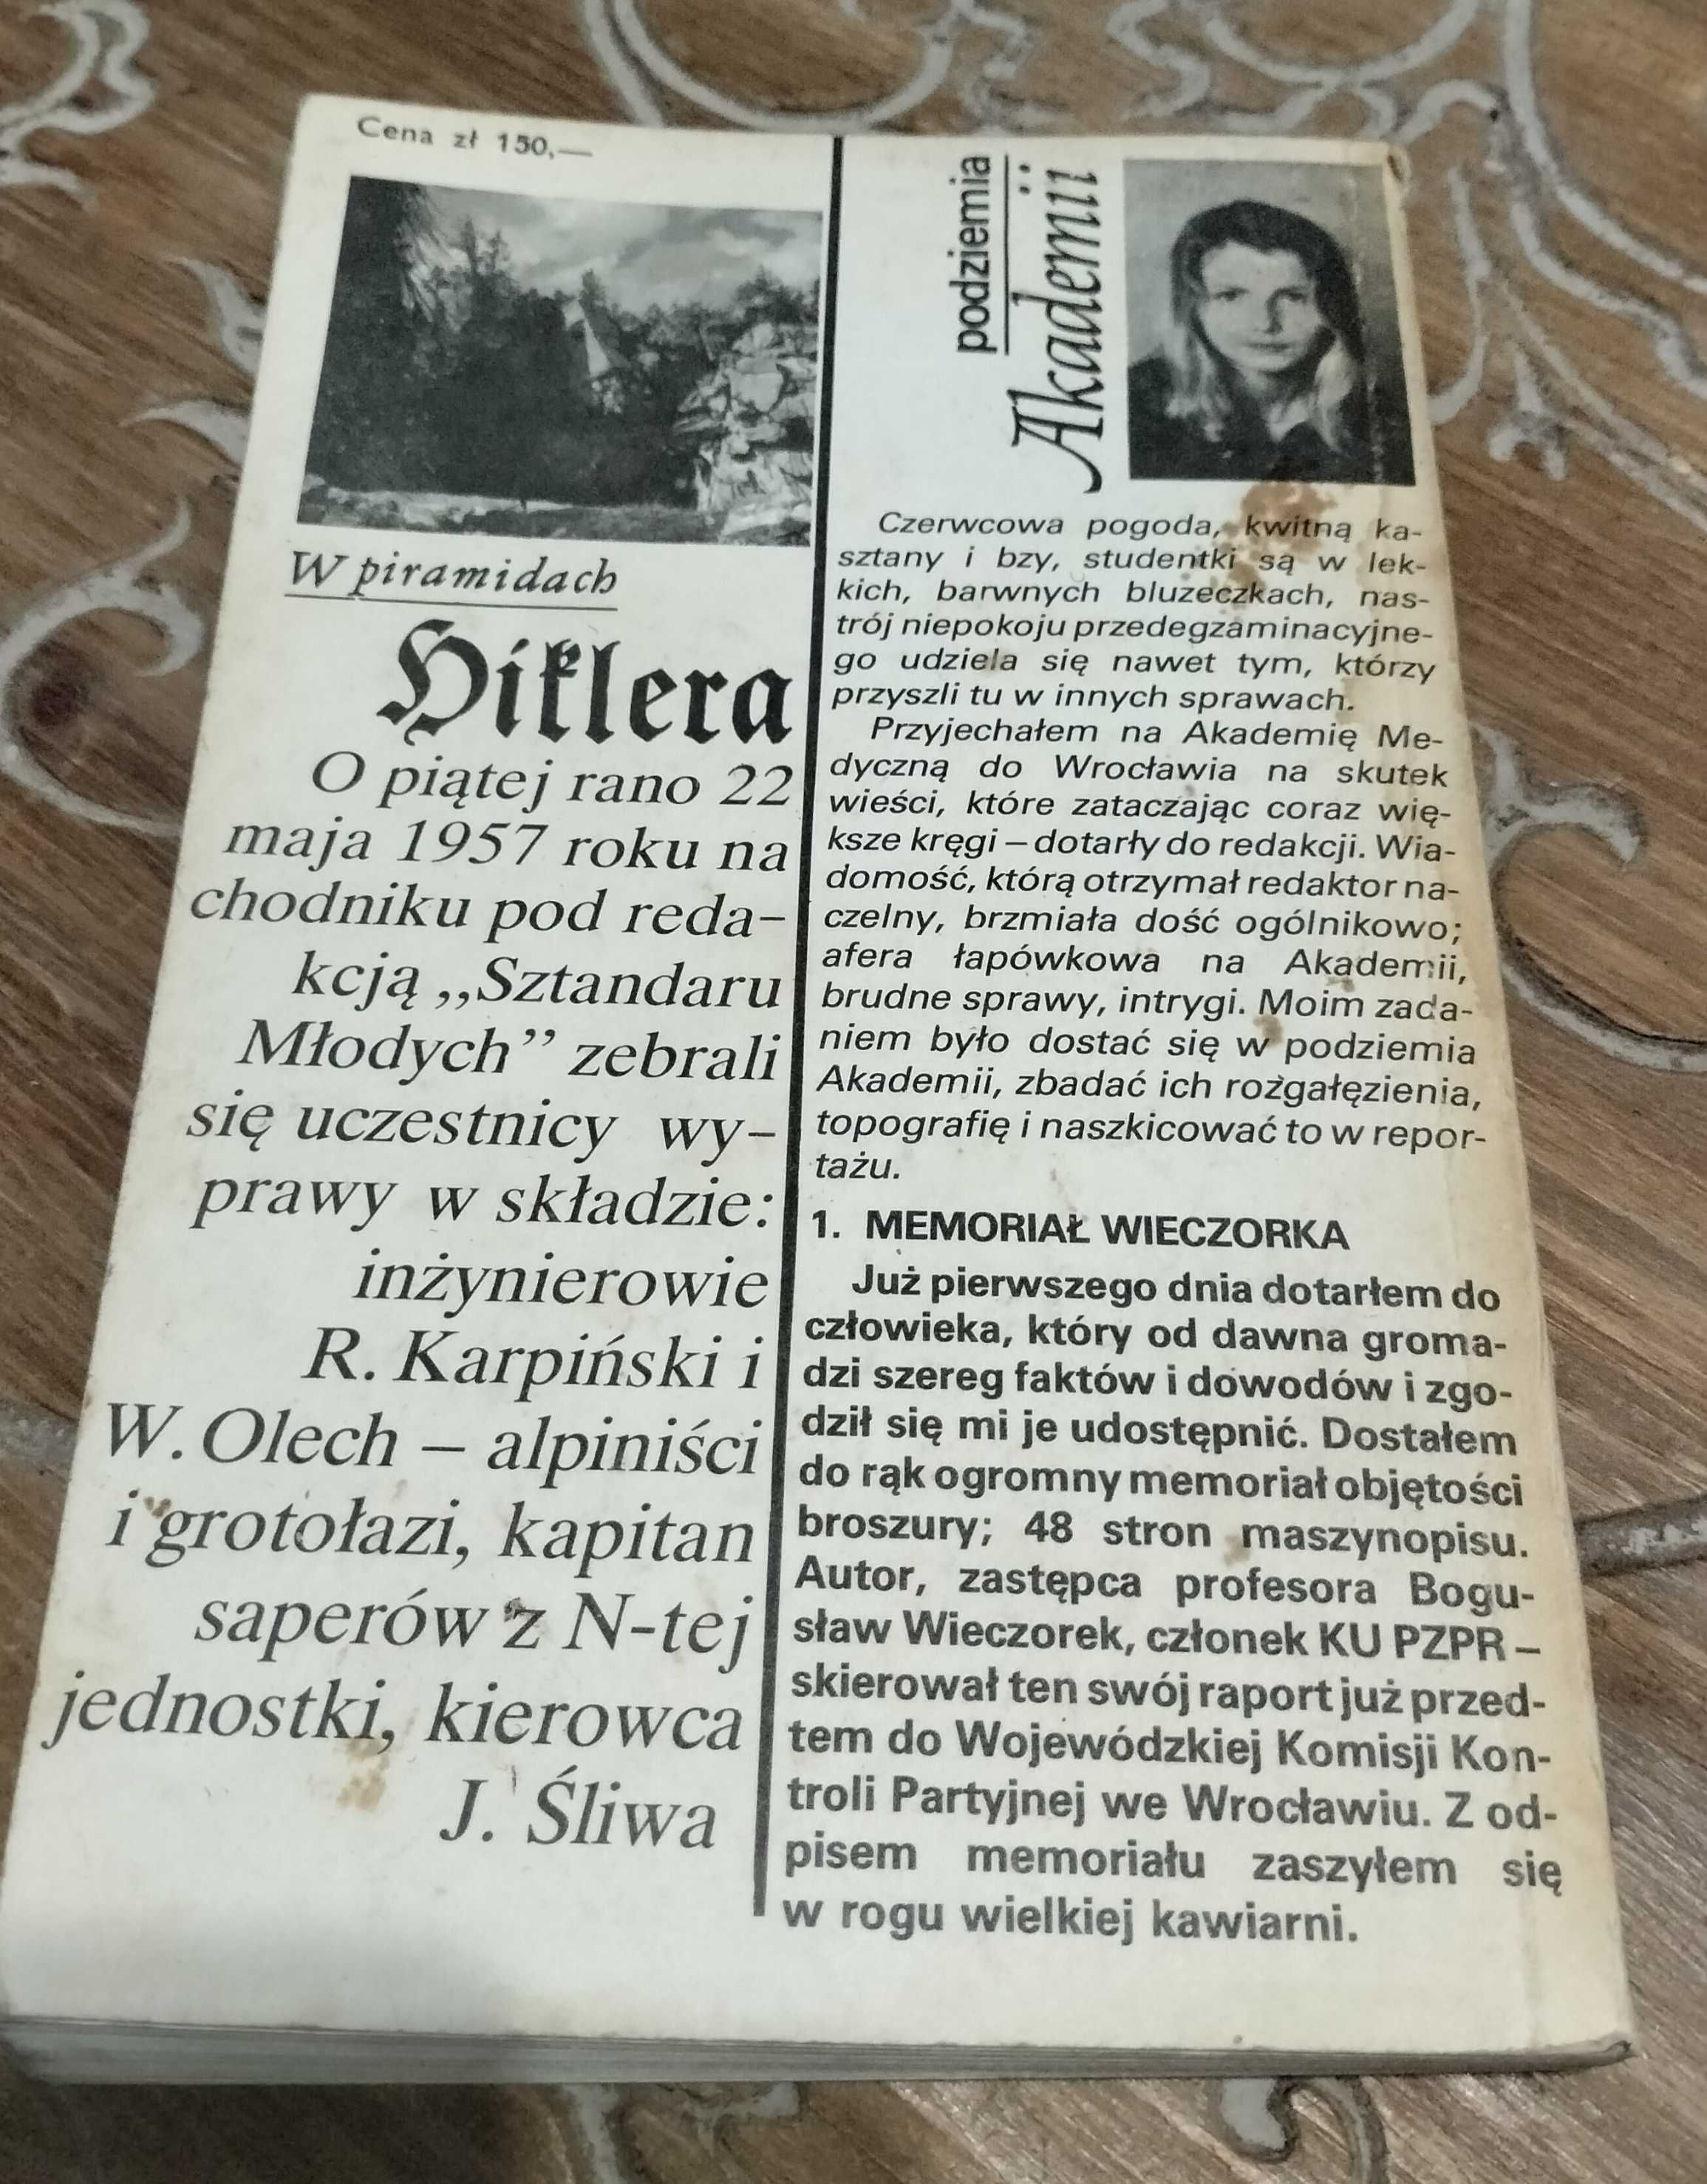 Cena zł 150,—
W piramidach
Hitlera
O piątej rano 22
maja 1957 roku na
chodniku pod reda-
kcją „Sztandaru
Młodych” zebrali
się uczestnicy wy-
prawy w składzie:
inżynierowie
R. Karpiński i
W. Olech – alpiniści
i grotołazi, kapitan
saperów z N-tej
jednostki, kierowca
J. Śliwa
podziemia
Akademii
Czerwcowa pogoda, kwitną ka-
sztany i bzy, studentki są w lek-
kich, barwnych bluzeczkach, nas-
trój niepokoju przedegzaminacyjne-
go udziela się nawet tym, którzy
przyszli tu w innych sprawach.
Przyjechałem na Akademię Me-
dyczną do Wrocławia na skutek
wieści, które zataczając coraz wię-
ksze kręgi – dotarły do redakcji. Wia-
domość, którą otrzymał redaktor na-
czelny, brzmiała dość ogólnikowo;
afera łapówkowa na Akademii,
brudne sprawy, intrygi. Moim zada-
niem było dostać się w podziemia
Akademii, zbadać ich rozgałęzienia,
topografię i naszkicować to w repor-
tażu.
1. MEMORIAŁ WIECZORKA
Już pierwszego dnia dotarłem do
człowieka, który od dawna groma-
dzi szereg faktów i dowodów i zgo-
dził się mi je udostępnić. Dostałem
do rąk ogromny memoriał objętości
broszury; 48 stron maszynopisu.
Autor, zastępca profesora Bogu-
sław Wieczorek, członek KU PZPR –
skierował ten swój raport już przed-
tem do Wojewódzkiej Komisji Kon-
troli Partyjnej we Wrocławiu. Z od-
pisem memoriału zaszyłem się
w rogu wielkiej kawiarni.